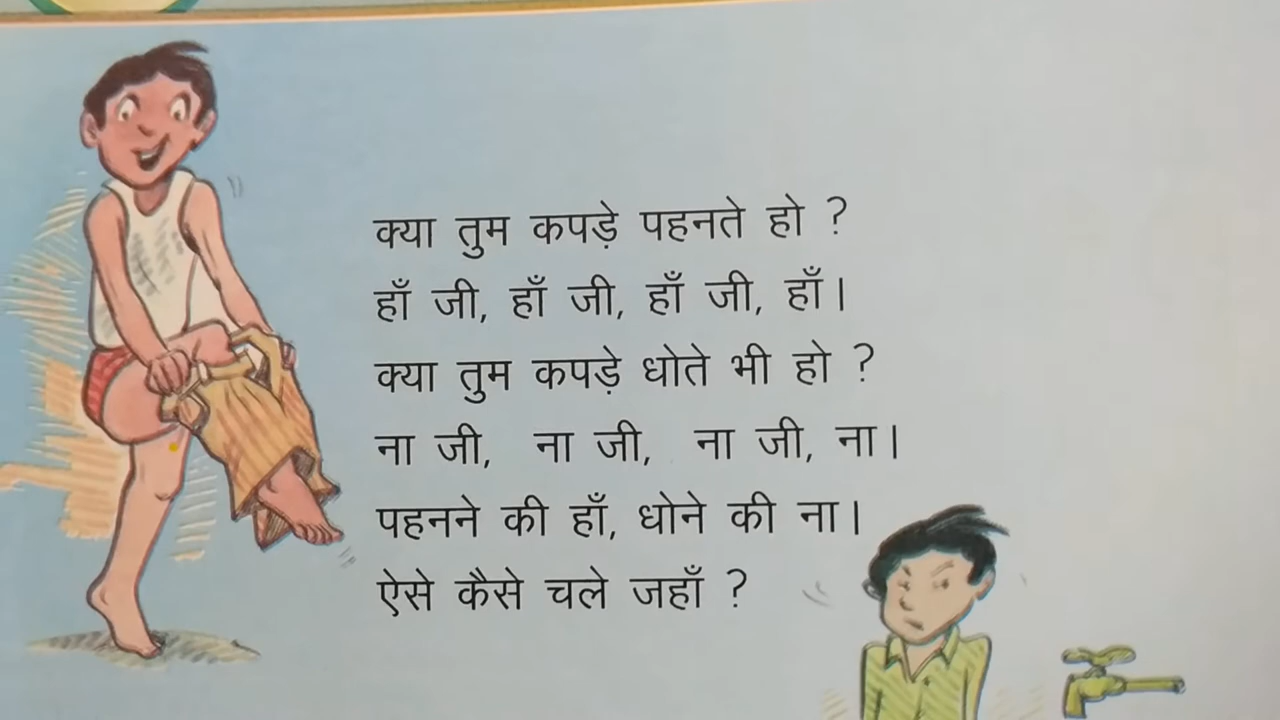 क्या तुम कपड़े पहनते हो ?
हाँ जी, हाँ जी, हाँ जी, हाँ।
क्या तुम कपड़े धोते भी हो ?
ना जी, ना जी, ना जी, ना।
पहनने की हाँ, धोने की ना।
ऐसे कैसे चले जहाँ ?